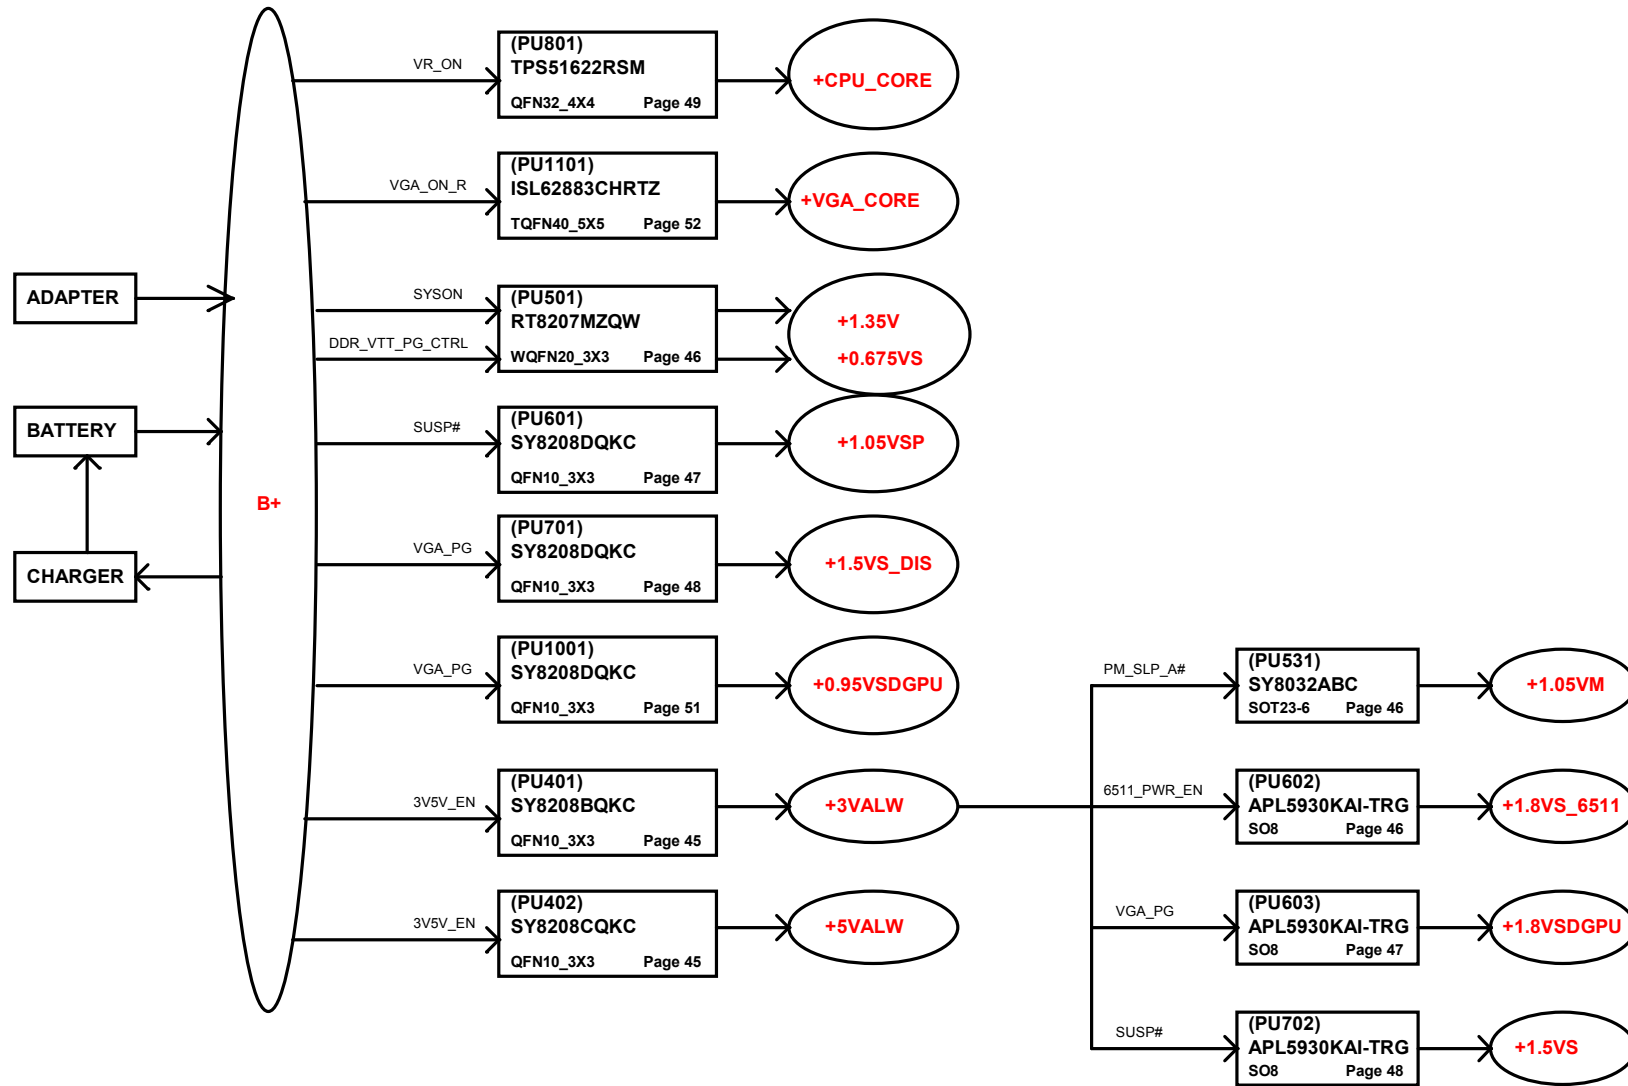 ADAPTER
BATTERY
CHARGER
B+
VR_ON
(PU801)
TPS51622RSM
QFN32_4X4 Page 49
+CPU_CORE
VGA_ON_R
(PU1101)
ISL62883CHRTZ
TQFN40_5X5 Page 52
+VGA_CORE
SYSON
DDR_VTT_PG_CTRL
(PU501)
RT8207MZQW
WQFN20_3X3 Page 46
+1.35V
+0.675VS
SUSP#
(PU601)
SY8208DQKC
QFN10_3X3 Page 47
+1.05VSP
VGA_PG
(PU701)
SY8208DQKC
QFN10_3X3 Page 48
+1.5VS_DIS
VGA_PG
(PU1001)
SY8208DQKC
QFN10_3X3 Page 51
+0.95VSDGPU
3V5V_EN
(PU401)
SY8208BQKC
QFN10_3X3 Page 45
+3VALW
3V5V_EN
(PU402)
SY8208CQKC
QFN10_3X3 Page 45
+5VALW
PM_SLP_A#
(PU531)
SY8032ABC
SOT23-6 Page 46
+1.05VM
6511_PWR_EN
(PU602)
APL5930KAI-TRG
SO8 Page 46
+1.8VS_6511
VGA_PG
(PU603)
APL5930KAI-TRG
SO8 Page 47
+1.8VSDGPU
SUSP#
(PU702)
APL5930KAI-TRG
SO8 Page 48
+1.5VS